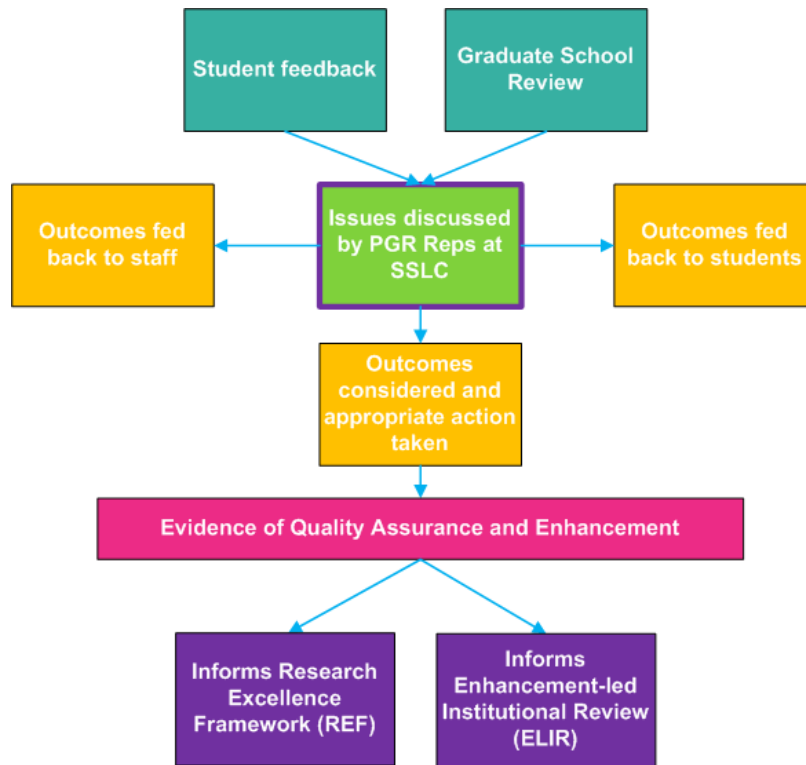 Student feedback
Graduate School
Review
Outcomes fed
back to staff
Issues discussed
by PGR Reps at
SSLC
Outcomes fed
back to students
Outcomes
considered and
appropriate action
taken
Evidence of Quality Assurance and Enhancement
Informs Research
Excellence
Framework (REF)
Informs
Enhancement-led
Institutional Review
(ELIR)